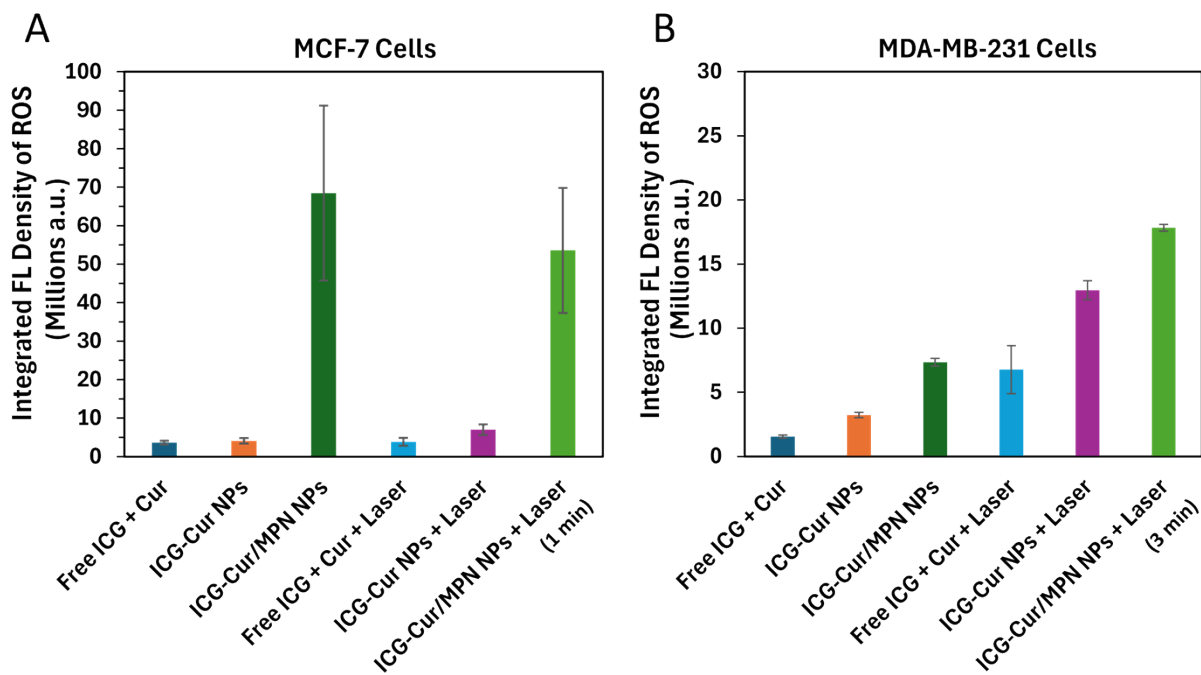 A
MCF-7 Cells
Integrated FL Density of ROS
(Millions a.u.)
100
90
80
70
60
50
40
30
20
10
0
Free ICG + Cur
ICG-Cur NPs
ICG-Cur/MPN NPs
Free ICG + Cur + Laser
ICG-Cur NPs + Laser
ICG-Cur/MPN NPs + Laser
(1 min)
B
MDA-MB-231 Cells
Integrated FL Density of ROS
(Millions a.u.)
30
25
20
15
10
5
0
Free ICG + Cur
ICG-Cur NPs
ICG-Cur/MPN NPs
Free ICG + Cur + Laser
ICG-Cur NPs + Laser
ICG-Cur/MPN NPs + Laser
(3 min)